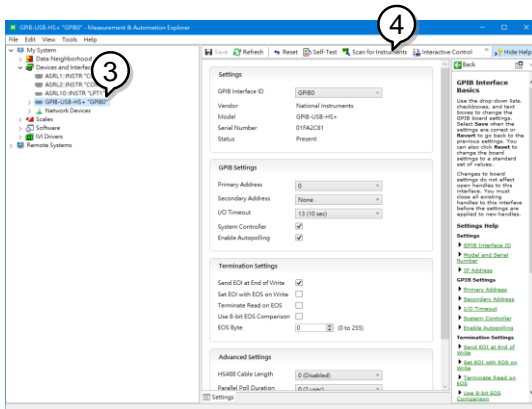 GPIB-USB-HS+ "GPIB0" - Measurement & Automation Explorer
File Edit View Tools Help
4
My System
Data Neighborhood
Devices and Interfac
ASRL1::INSTR "CO
ASRL2::INSTR "CO
ASRL10::INSTR "LPT1
GPIB-USB-HS+ "GPIB0"
Network Devices
Scales
Software
IVI Drivers
Remote Systems
3
Save Refresh Reset Self-Test Scan for Instruments Interactive Control » Hide Help
Settings
GPIB Interface ID GPIB0
Vendor National Instruments
Model GPIB-USB-HS+
Serial Number 01FA2C81
Status Present
GPIB Settings
Primary Address 0
Secondary Address None
I/O Timeout 13 (10 sec)
System Controller
Enable Autopolling
Termination Settings
Send EOI at End of Write
Set EOI with EOS on Write
Terminate Read on EOS
Use 8-bit EOS Comparison
EOS Byte 0 (0 to 255)
Advanced Settings
HS488 Cable Length 0 (Disabled)
Parallel Poll Duration
Settings
Back
GPIB Interface
Basics
Use the drop-down lists,
checkboxes, and text
boxes to change the
GPIB board settings.
Select Save when the
settings are correct or
Revert to go back to the
previous settings. You
can also click Reset to
change the board
settings to a standard
set of values.
Changes to board
settings do not affect
open handles to this
interface. You must
close all existing
handles to this interface
before the settings are
applied to new handles.
Settings Help
Settings
GPIB Interface ID
Model and Serial
Number
IP Address
GPIB Settings
Primary Address
Secondary Address
I/O Timeout
System Controller
Enable Autopolling
Termination Settings
Send EOI at End of
Write
Set EOI with EOS on
Write
Terminate Read on
EOS
Use 8-bit EOS
Comparison